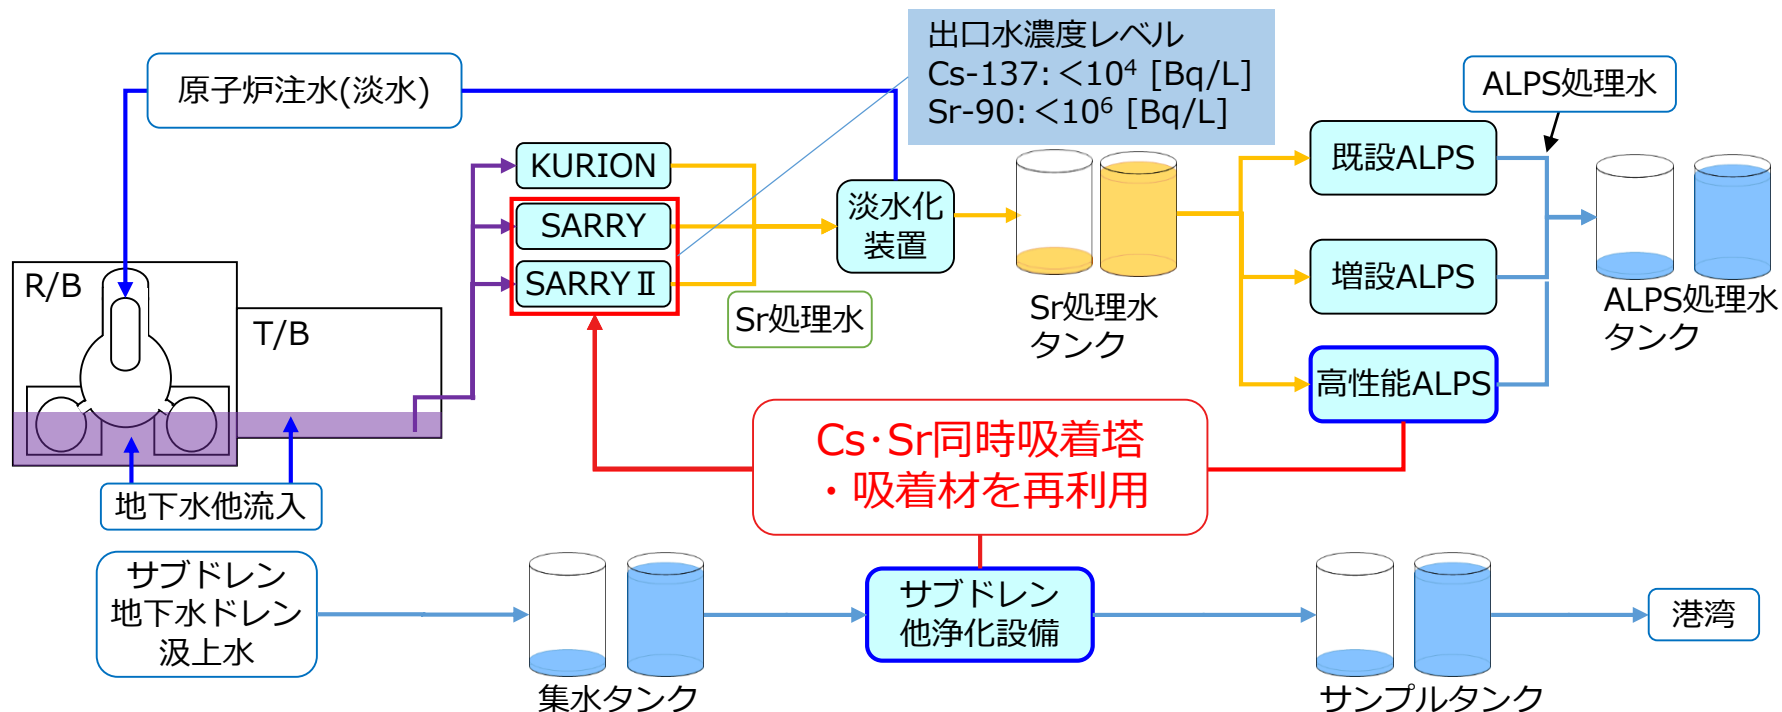 出口水濃度レベル
Cs-137:＜10⁴ [Bq/L]
Sr-90:＜10⁶ [Bq/L]
原子炉注水(淡水)
ALPS処理水
KURION
SARRY
SARRYⅡ
淡水化
装置
既設ALPS
増設ALPS
高性能ALPS
R/B
T/B
Sr処理水
Sr処理水
タンク
ALPS処理水
タンク
Cs･Sr同時吸着塔
・吸着材を再利用
地下水他流入
サブドレン
地下水ドレン
汲上水
集水タンク
サブドレン
他浄化設備
サンプルタンク
港湾